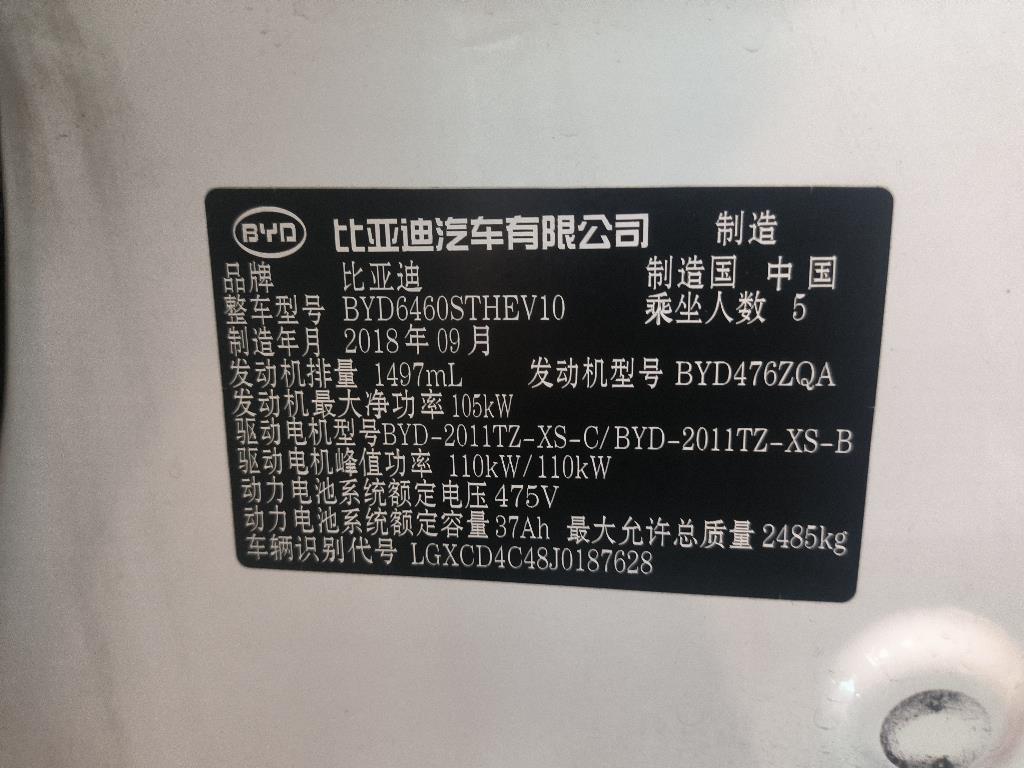 BYD 比亚迪汽车有限公司 制造
品牌 比亚迪 制造国 中国
整车型号 BYD6460STHEV10 乘坐人数 5
制造年月 2018年09月
发动机排量 1497mL 发动机型号 BYD476ZQA
发动机最大净功率 105kW
驱动电机型号BYD-2011TZ-XS-C/BYD-2011TZ-XS-B
驱动电机峰值功率 110kW/110kW
动力电池系统额定电压 475V
动力电池系统额定容量 37Ah 最大允许总质量 2485kg
车辆识别代号 LGXCD4C48J0187628